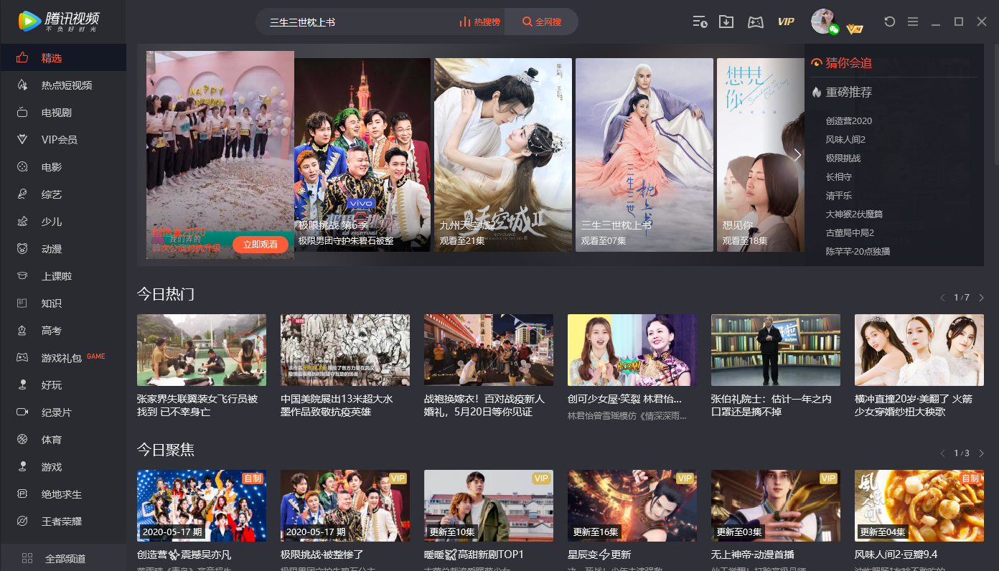 腾讯视频
不负好时光
三生三世枕上书
热搜榜
全网搜
VIP
精选
热点短视频
电视剧
VIP会员
电影
综艺
少儿
动漫
上课啦
知识
高考
游戏礼包 GAME
好玩
纪录片
体育
游戏
绝地求生
王者荣耀
全部频道
创造营2020
首次公演对抗升级
立即观看
vivo
极限挑战 第6季
极限男团守护朱碧石被整
九州天空城2
观看至21集
三生三世枕上书
观看至07集
想见你
想见你
观看至18集
猜你会追
重磅推荐
创造营2020
风味人间2
极限挑战
长相守
清平乐
大神猴2伏魔篇
古董局中局2
陈芊芊·20点独播
今日热门
1 / 7
张家界失联翼装女飞行员被
找到 已不幸身亡
中国美院展出13米超大水
墨作品致敬抗疫英雄
战袍换嫁衣！百对战疫新人
婚礼，5月20日等你见证
BOOM!
创可少女屋·笑裂 林君怡...
林君怡曾雪瑶模仿《情深深雨...
张伯礼院士：估计一年之内
口罩还是摘不掉
横冲直撞20岁·美翻了 火箭
少女穿婚纱扭大秧歌
今日聚焦
1 / 3
自制
2020-05-17 期
创造营 震撼吴亦凡
VIP
2020-05-17 期
极限挑战·被整惨了
VIP
更新至10集
暖暖 高甜新剧TOP1
VIP
更新至16集
星辰变 更新
VIP
更新至03集
无上神帝·动漫首播
自制
风味人间
更新至04集
风味人间2·豆瓣9.4